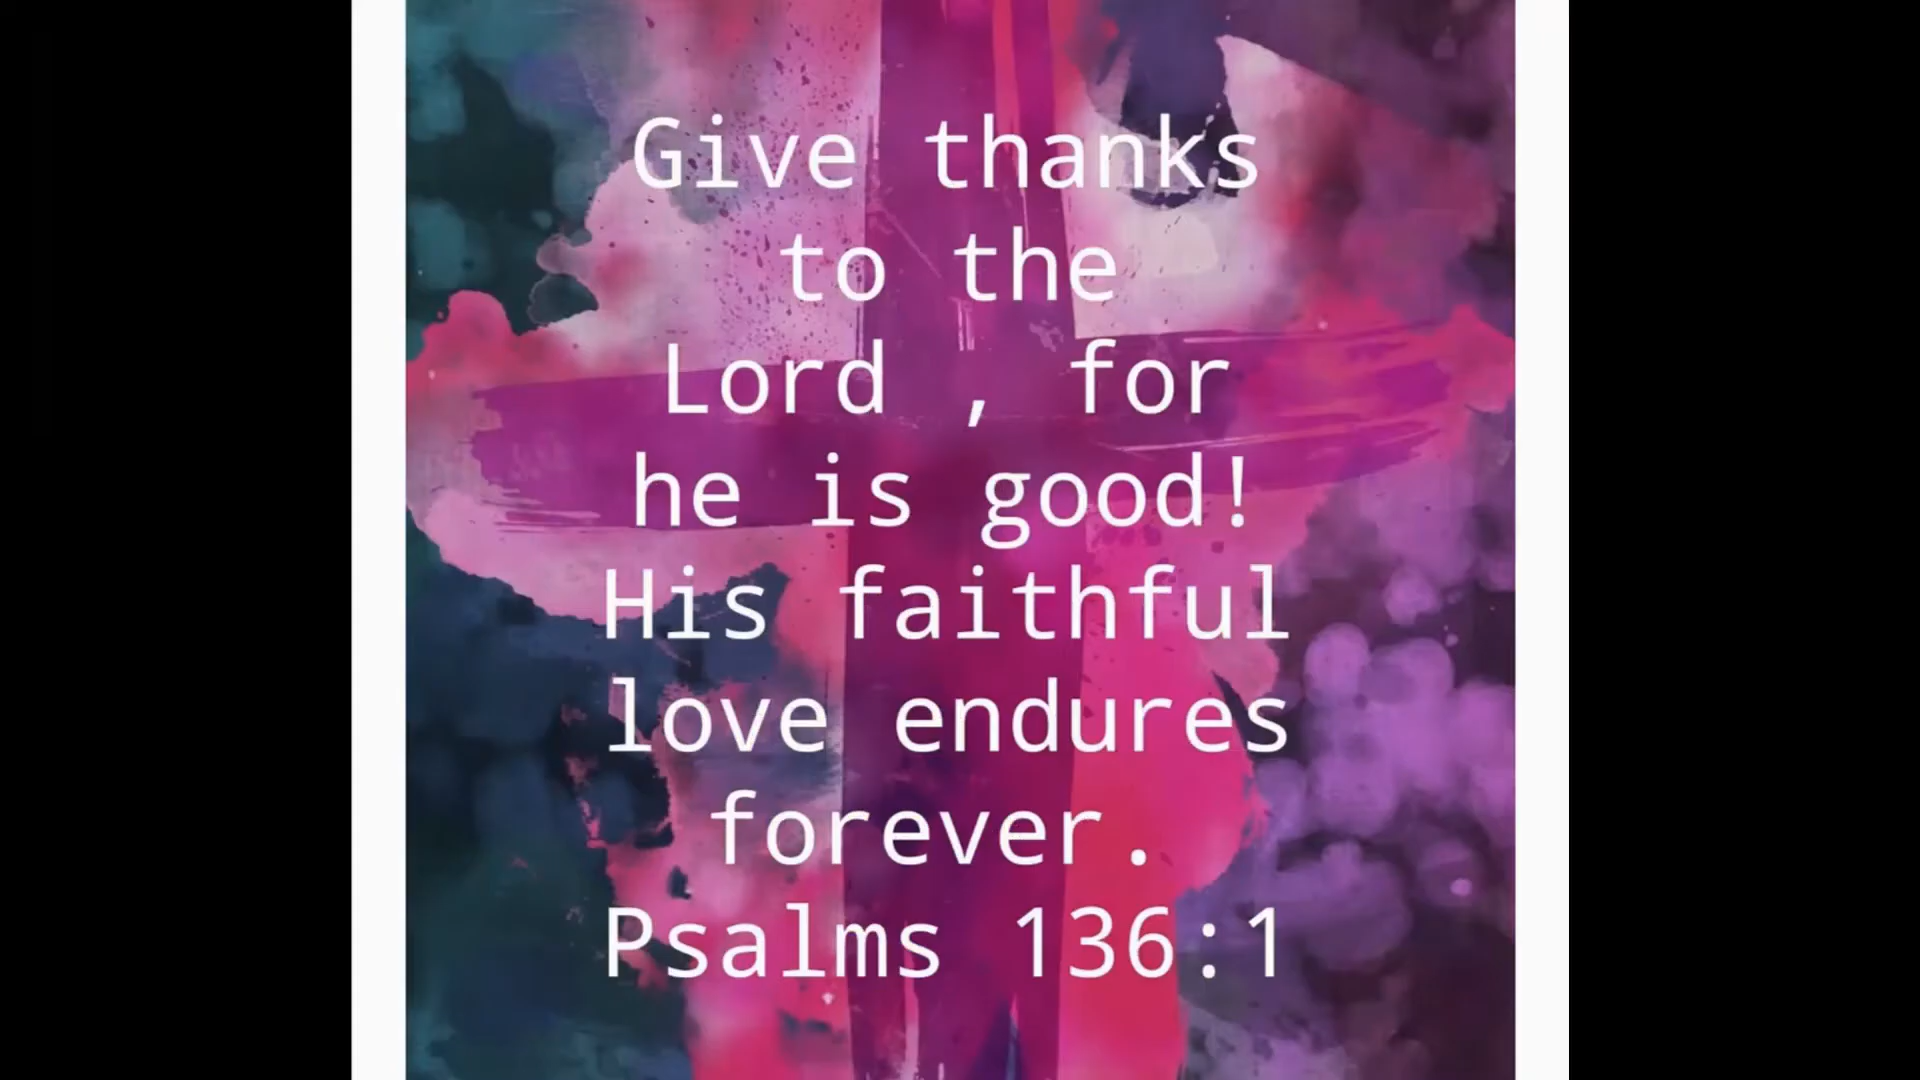 Give thanks
to the
Lord , for
he is good!
His faithful
love endures
forever.
Psalms 136:1